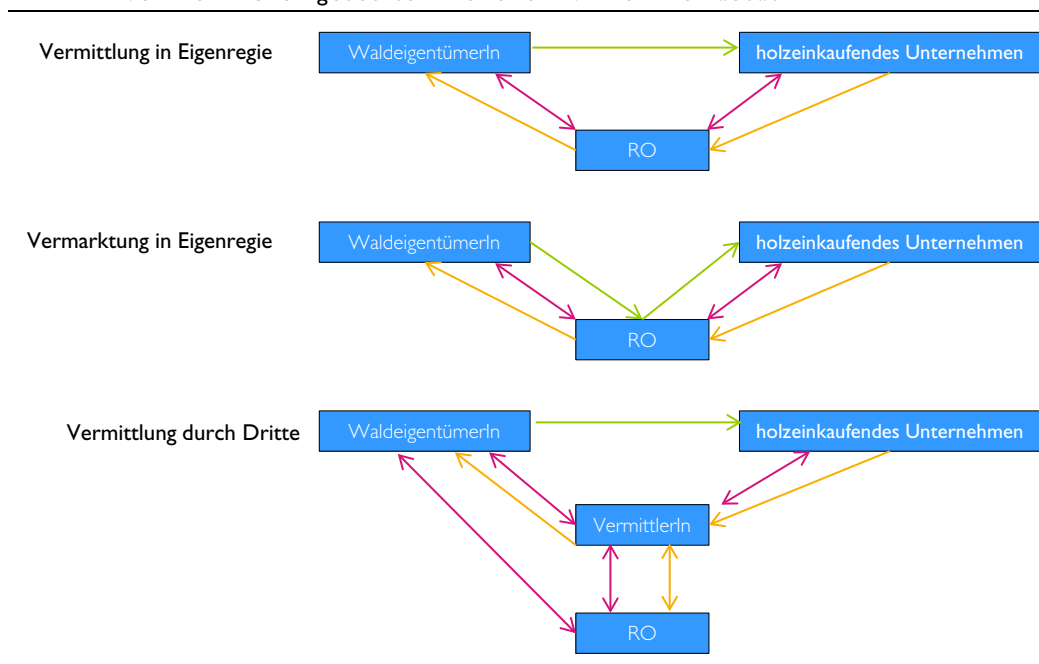 Vermittlung in Eigenregie
WaldeigentümerIn
holzeinkaufendes Unternehmen
RO
Vermarktung in Eigenregie
WaldeigentümerIn
holzeinkaufendes Unternehmen
RO
Vermittlung durch Dritte
WaldeigentümerIn
holzeinkaufendes Unternehmen
VermittlerIn
RO